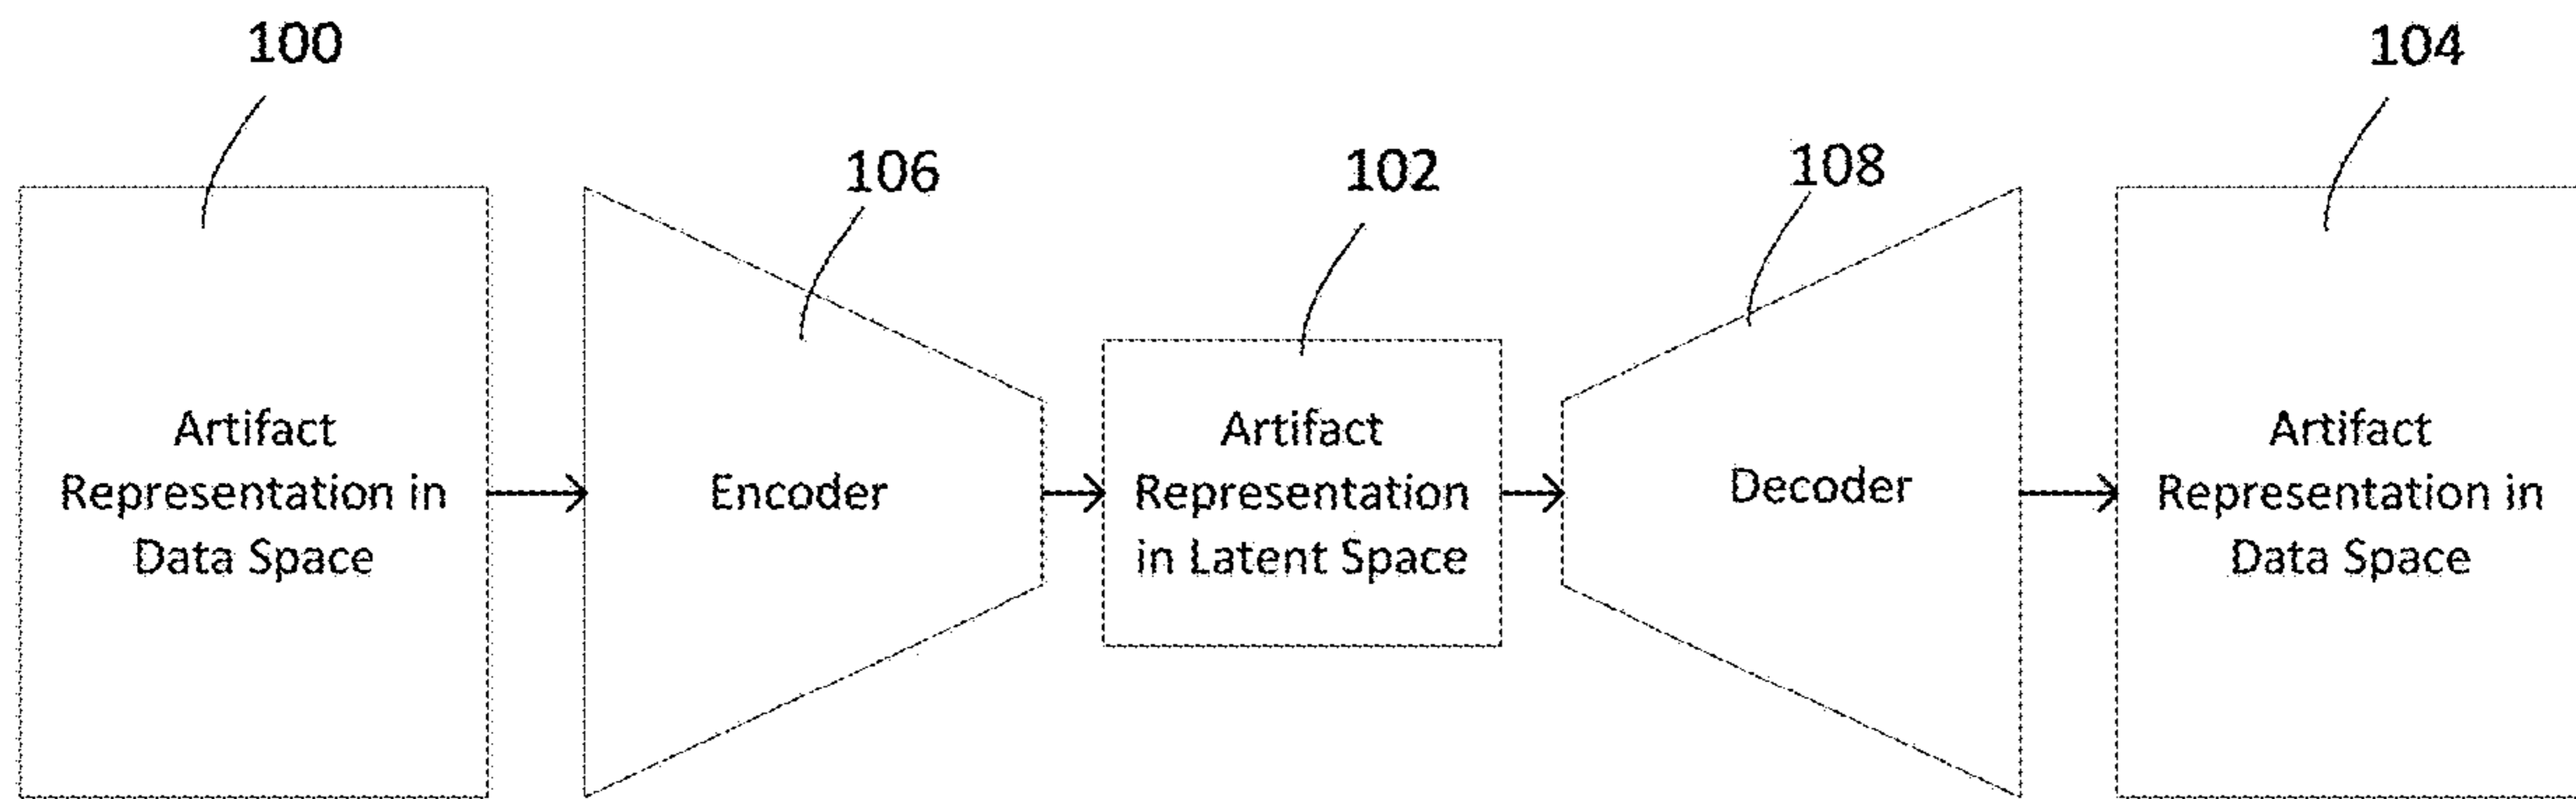 100
104
106
102
108
Artifact
Representation in
Data Space
Encoder
Artifact
Representation
in Latent Space
Decoder
Artifact
Representation in
Data Space